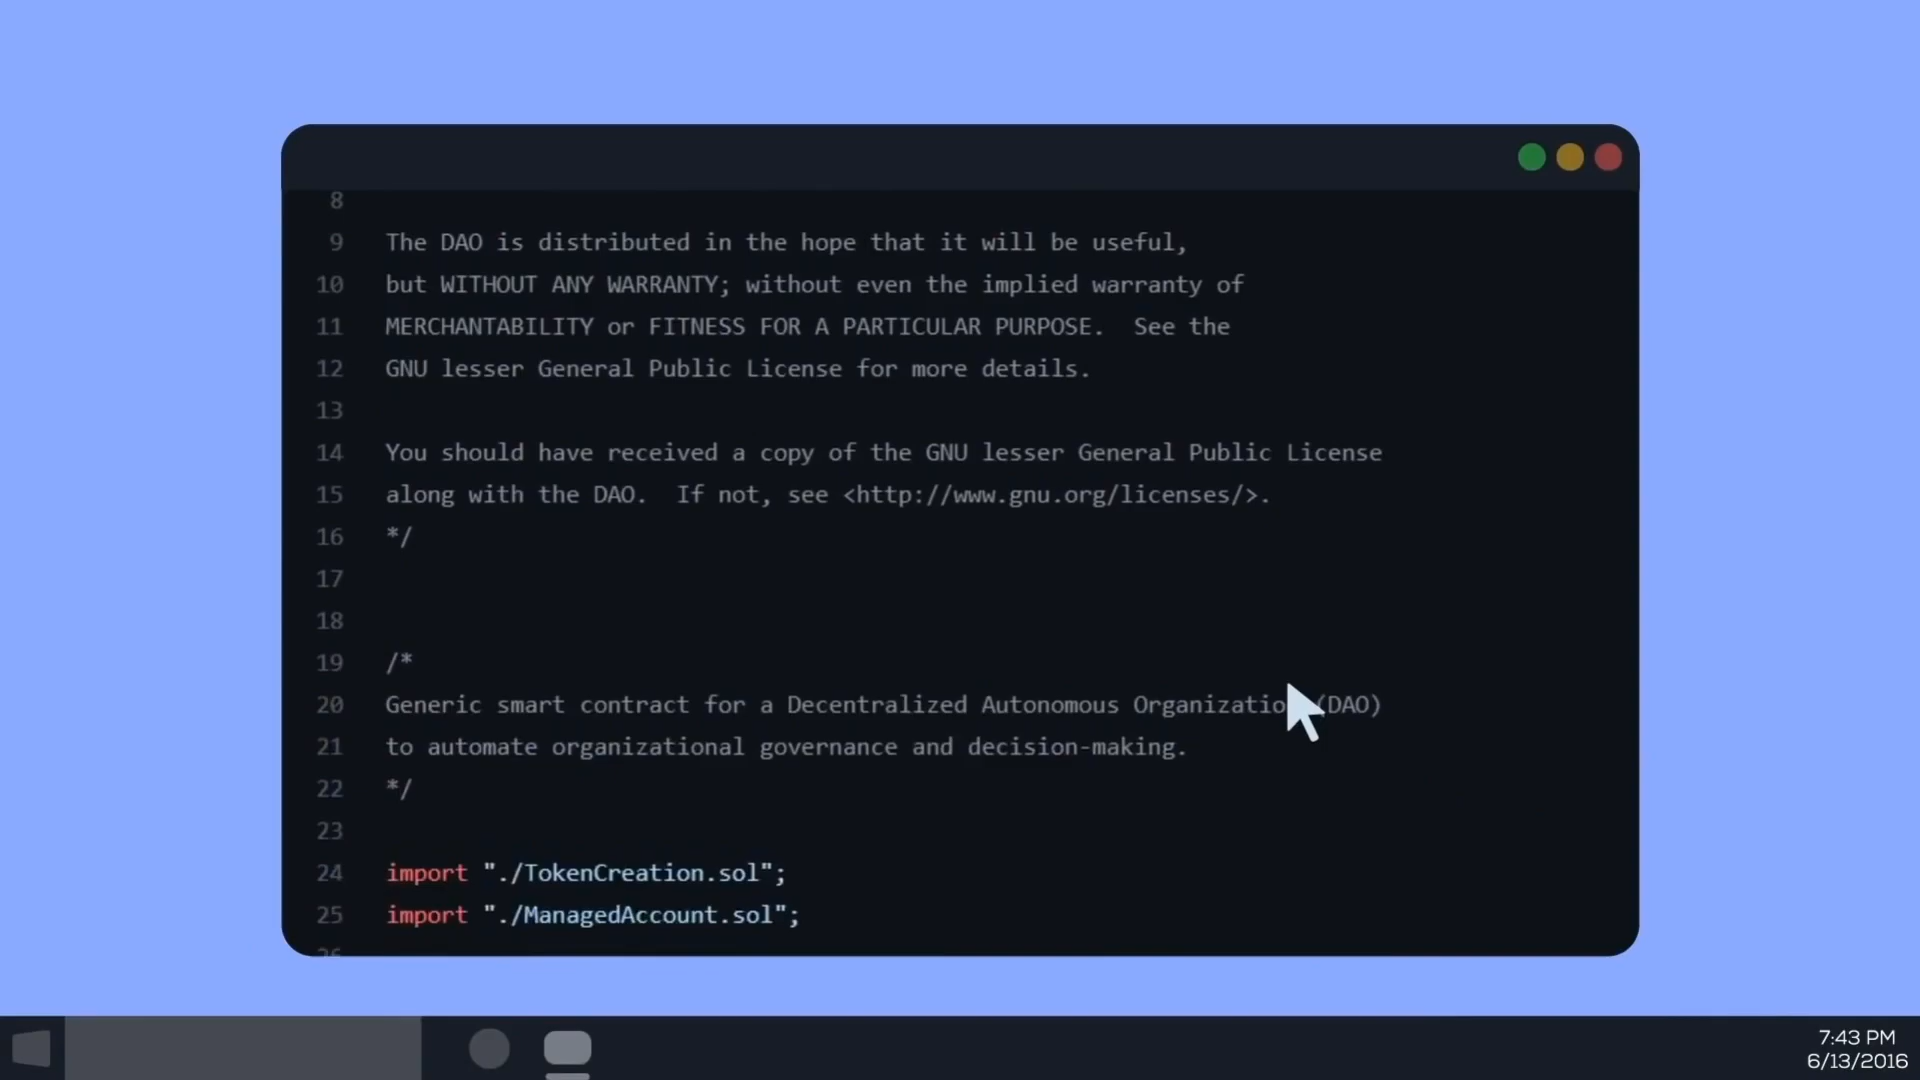 8
9 The DAO is distributed in the hope that it will be useful,
10 but WITHOUT ANY WARRANTY; without even the implied warranty of
11 MERCHANTABILITY or FITNESS FOR A PARTICULAR PURPOSE.  See the
12 GNU lesser General Public License for more details.
13
14 You should have received a copy of the GNU lesser General Public License
15 along with the DAO.  If not, see <http://www.gnu.org/licenses/>.
16 */
17
18
19 /*
20 Generic smart contract for a Decentralized Autonomous Organizatio (DAO)
21 to automate organizational governance and decision-making.
22 */
23
24 import "./TokenCreation.sol";
25 import "./ManagedAccount.sol";
26
7:43 PM
6/13/2016